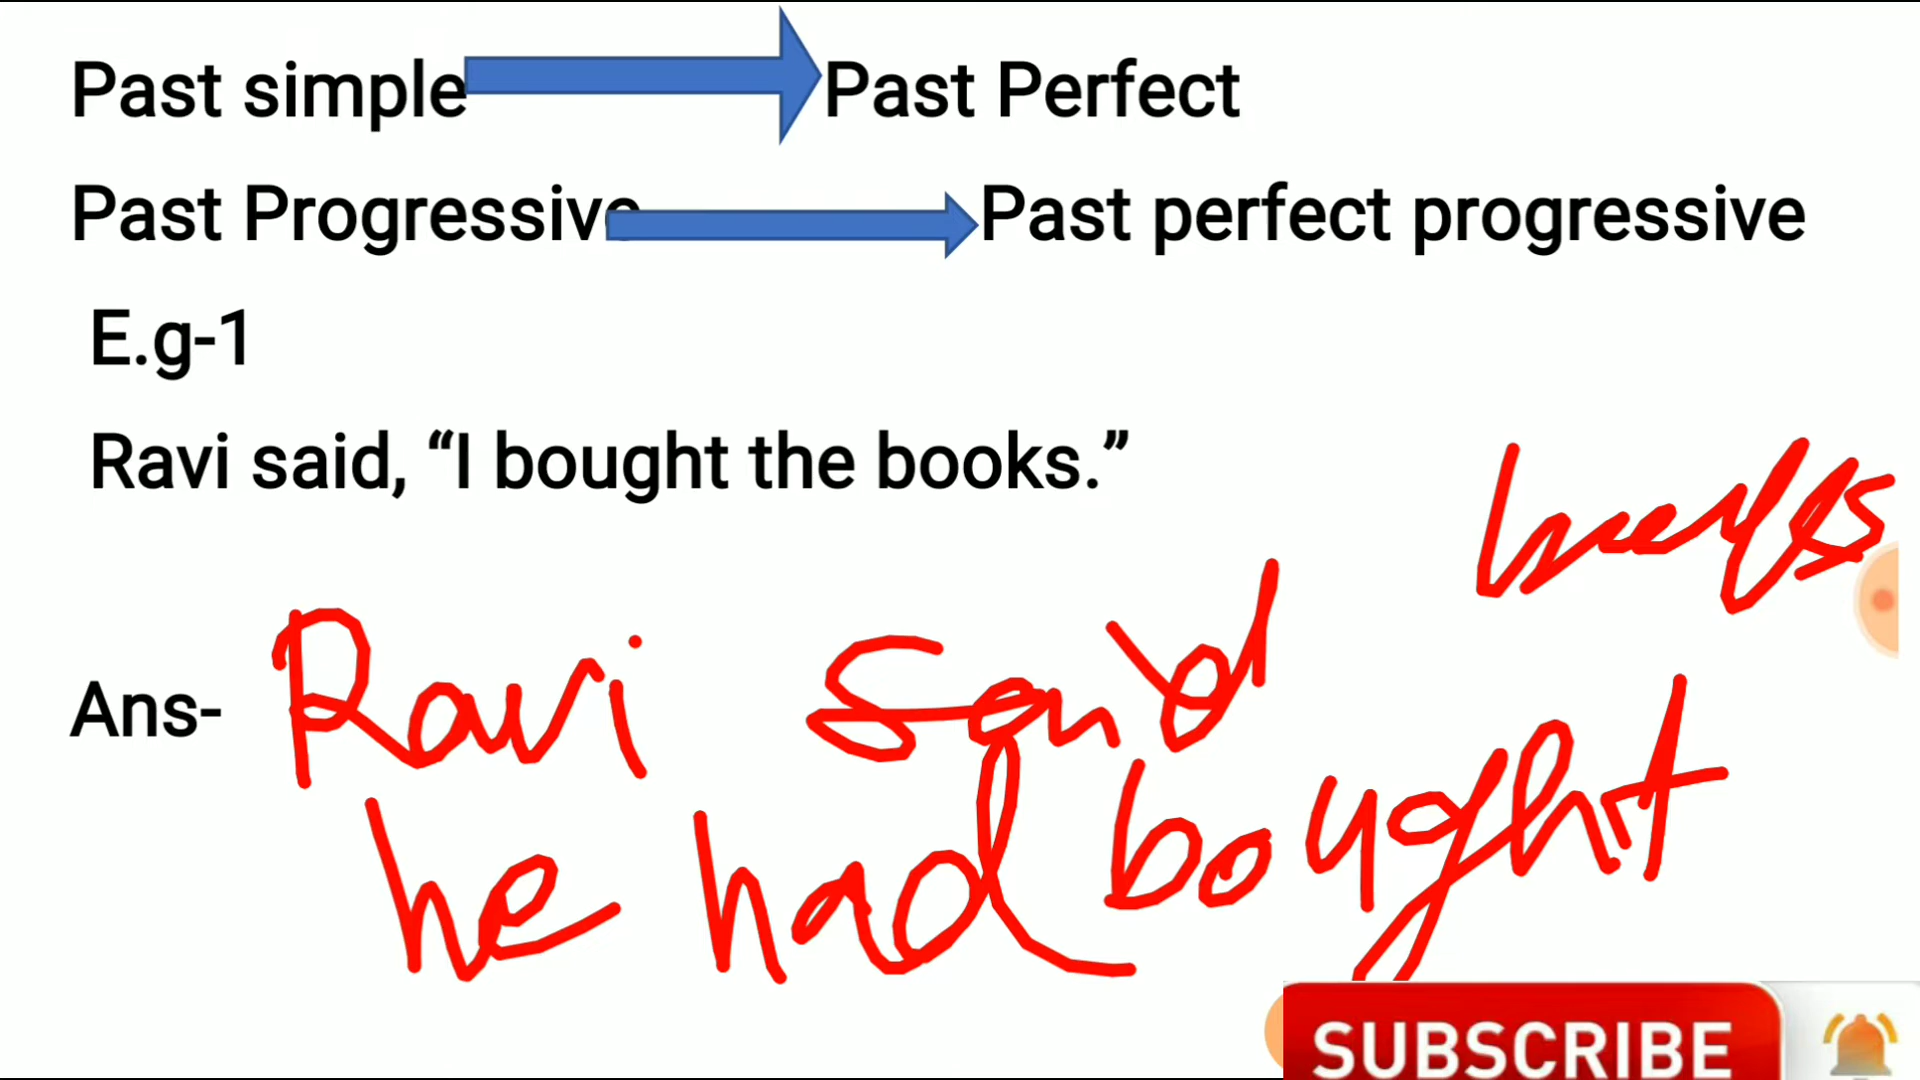 Past simple Past Perfect
Past Progressive Past perfect progressive
E.g-1
Ravi said, “I bought the books.”
books
Ans- Ravi said
he had bought
SUBSCRIBE